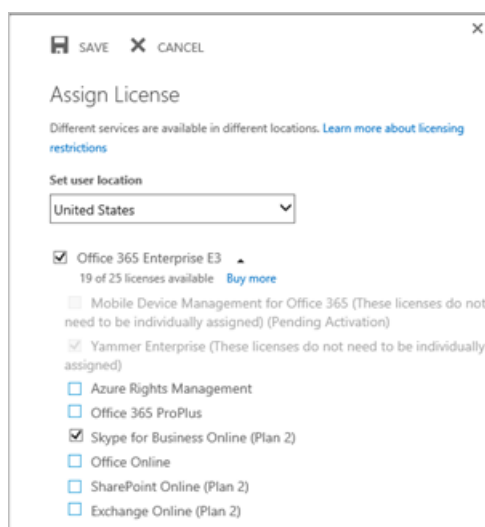 SAVE CANCEL
Assign License
Different services are available in different locations. Learn more about licensing
restrictions
Set user location
United States
Office 365 Enterprise E3
19 of 25 licenses available Buy more
Mobile Device Management for Office 365 (These licenses do not
need to be individually assigned) (Pending Activation)
Yammer Enterprise (These licenses do not need to be individually
assigned)
Azure Rights Management
Office 365 ProPlus
Skype for Business Online (Plan 2)
Office Online
SharePoint Online (Plan 2)
Exchange Online (Plan 2)